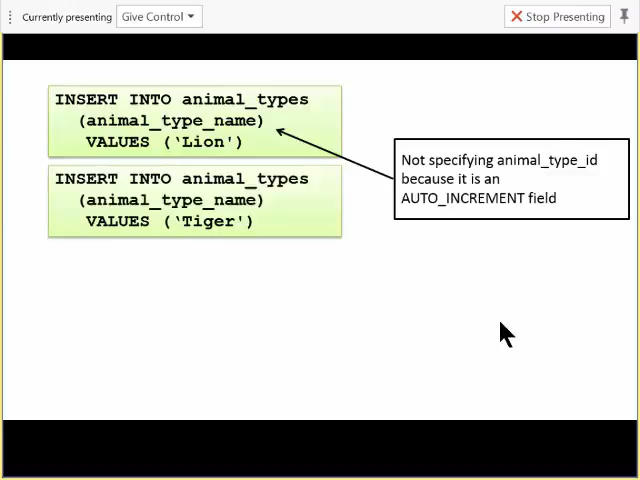 Currently presenting Give Control Stop Presenting
INSERT INTO animal_types
(animal_type_name)
VALUES (‘Lion')
Not specifying animal_type_id
because it is an
AUTO_INCREMENT field
INSERT INTO animal_types
(animal_type_name)
VALUES (‘Tiger')